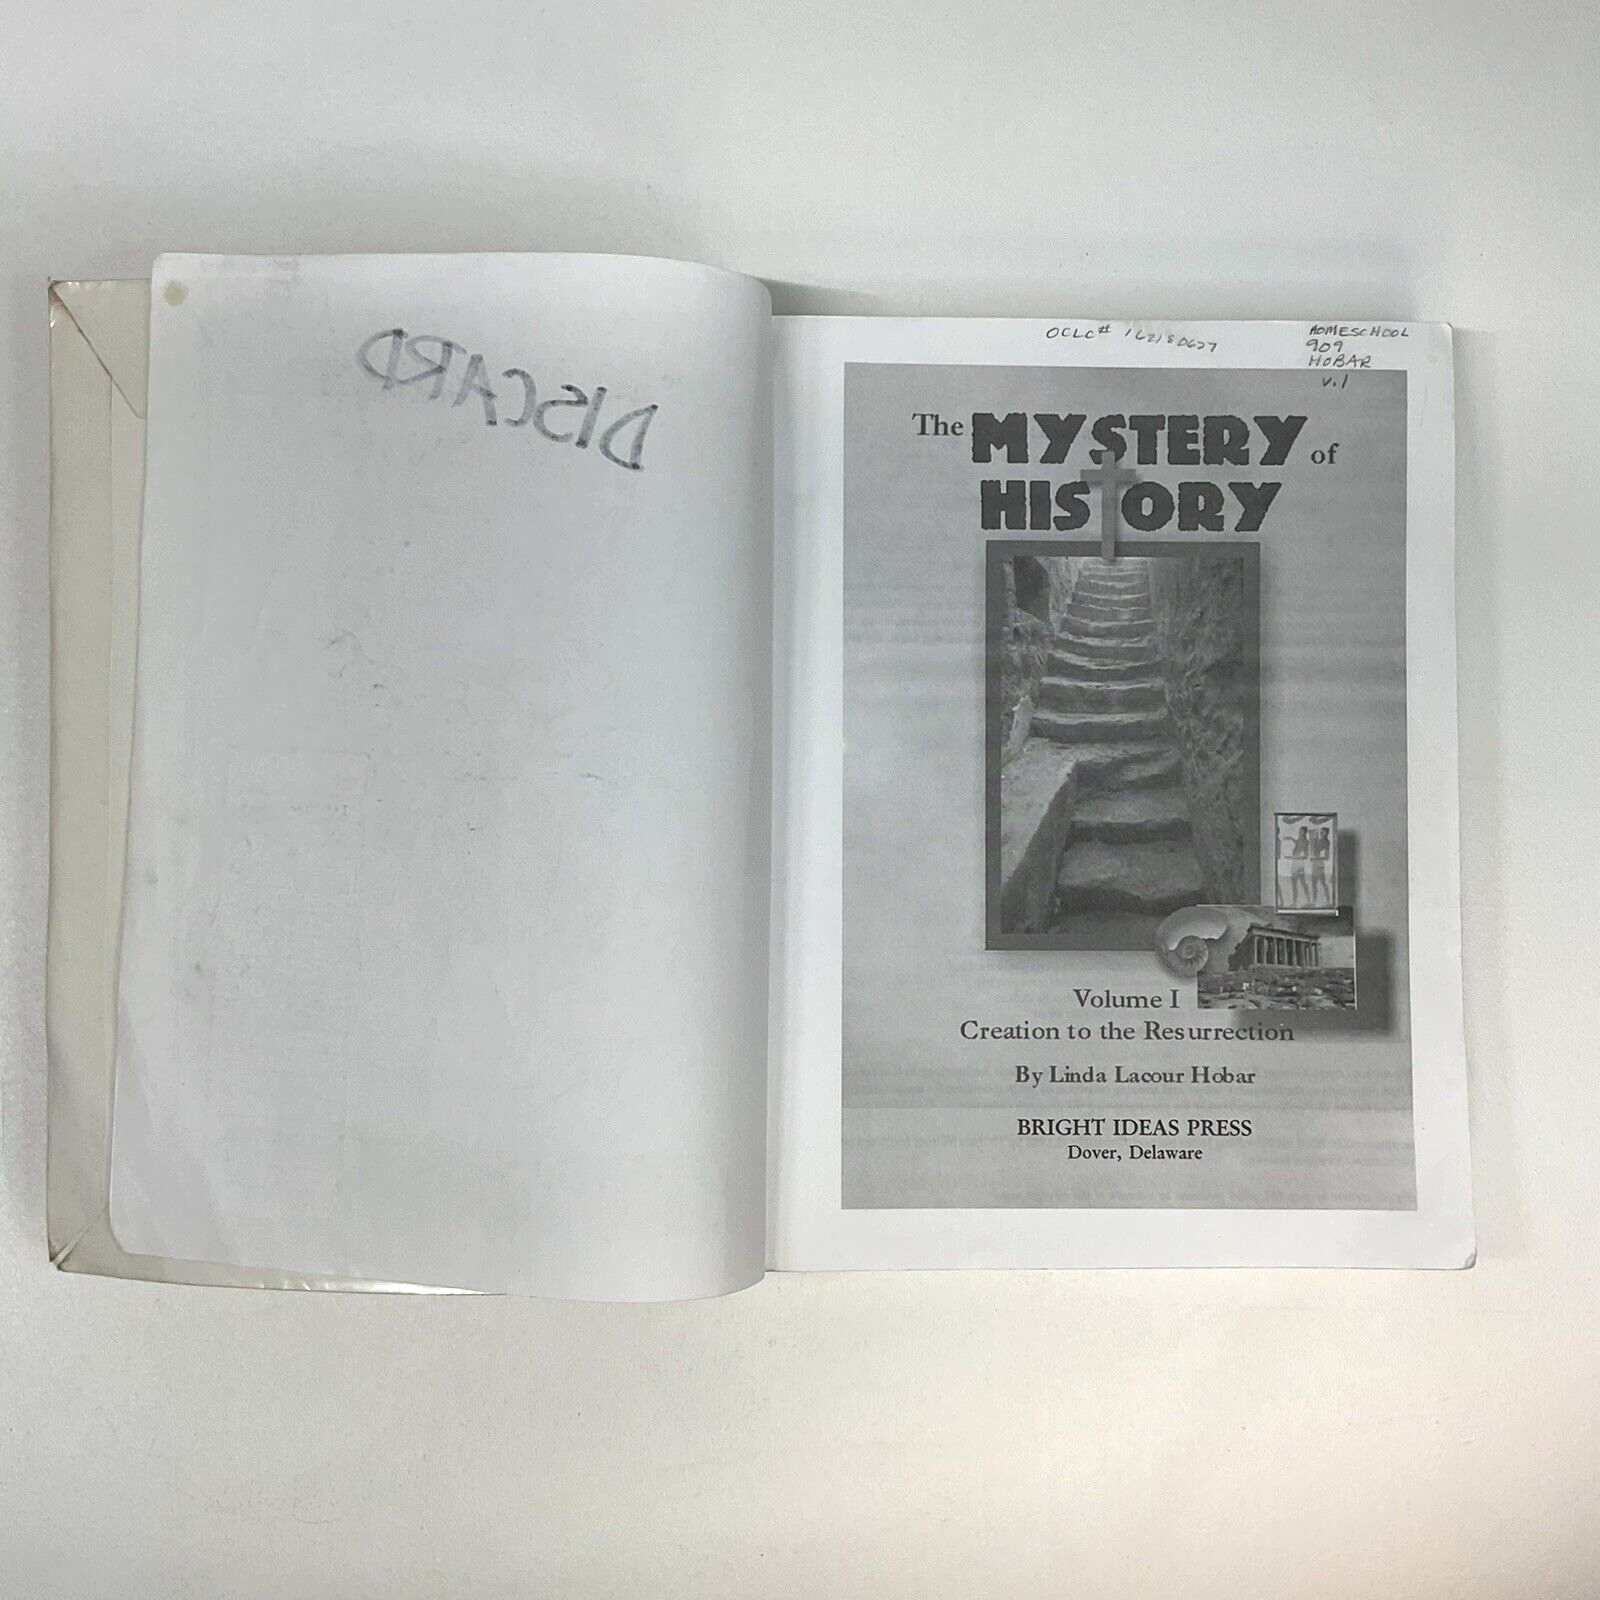 DISCARD
OCLC# 162180627
HOMESCHOOL
909
HOBAR
v.1
The MYSTERY of
HISTORY
Volume I
Creation to the Resurrection
By Linda Lacour Hobar
BRIGHT IDEAS PRESS
Dover, Delaware